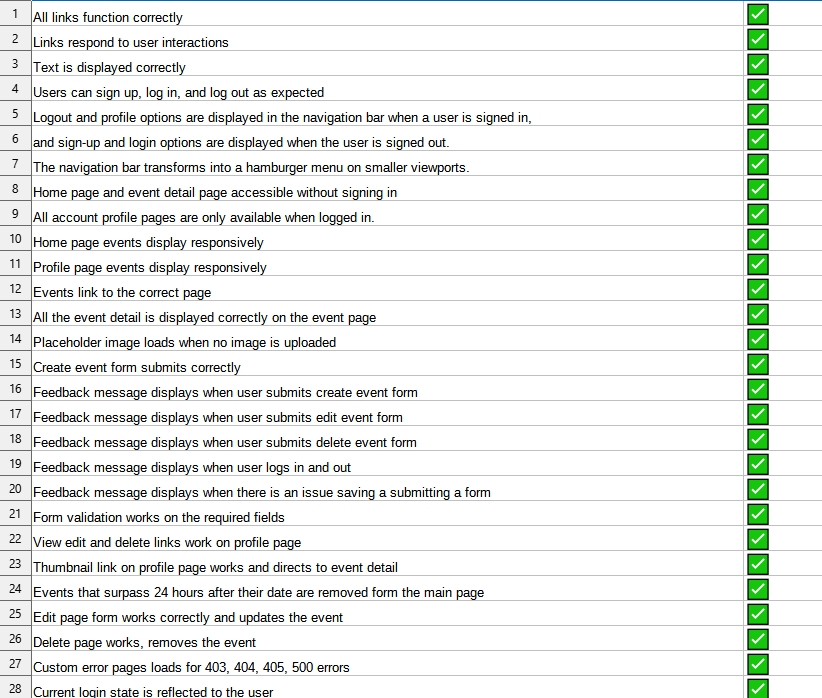 1 All links function correctly
2 Links respond to user interactions
3 Text is displayed correctly
4 Users can sign up, log in, and log out as expected
5 Logout and profile options are displayed in the navigation bar when a user is signed in,
6 and sign-up and login options are displayed when the user is signed out.
7 The navigation bar transforms into a hamburger menu on smaller viewports.
8 Home page and event detail page accessible without signing in
9 All account profile pages are only available when logged in.
10 Home page events display responsively
11 Profile page events display responsively
12 Events link to the correct page
13 All the event detail is displayed correctly on the event page
14 Placeholder image loads when no image is uploaded
15 Create event form submits correctly
16 Feedback message displays when user submits create event form
17 Feedback message displays when user submits edit event form
18 Feedback message displays when user submits delete event form
19 Feedback message displays when user logs in and out
20 Feedback message displays when there is an issue saving a submitting a form
21 Form validation works on the required fields
22 View edit and delete links work on profile page
23 Thumbnail link on profile page works and directs to event detail
24 Events that surpass 24 hours after their date are removed form the main page
25 Edit page form works correctly and updates the event
26 Delete page works, removes the event
27 Custom error pages loads for 403, 404, 405, 500 errors
28 Current login state is reflected to the user